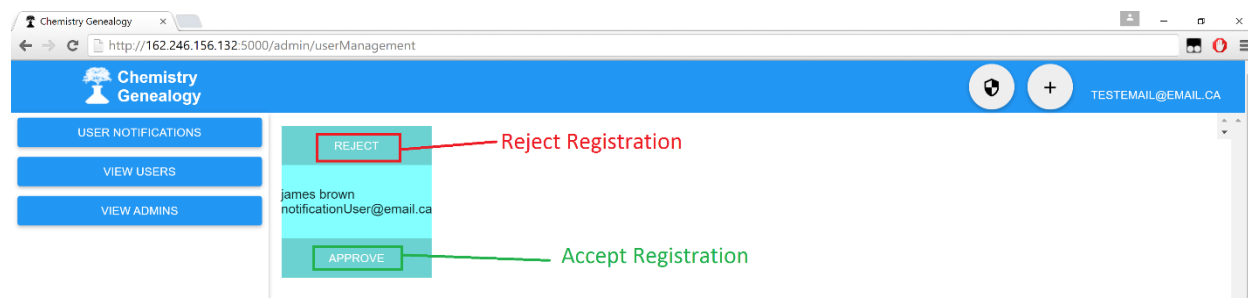 Chemistry Genealogy
http://162.246.156.132:5000/admin/userManagement
Chemistry
Genealogy
TESTEMAIL@EMAIL.CA
USER NOTIFICATIONS
VIEW USERS
VIEW ADMINS
REJECT
Reject Registration
james brown
notificationUser@email.ca
APPROVE
Accept Registration